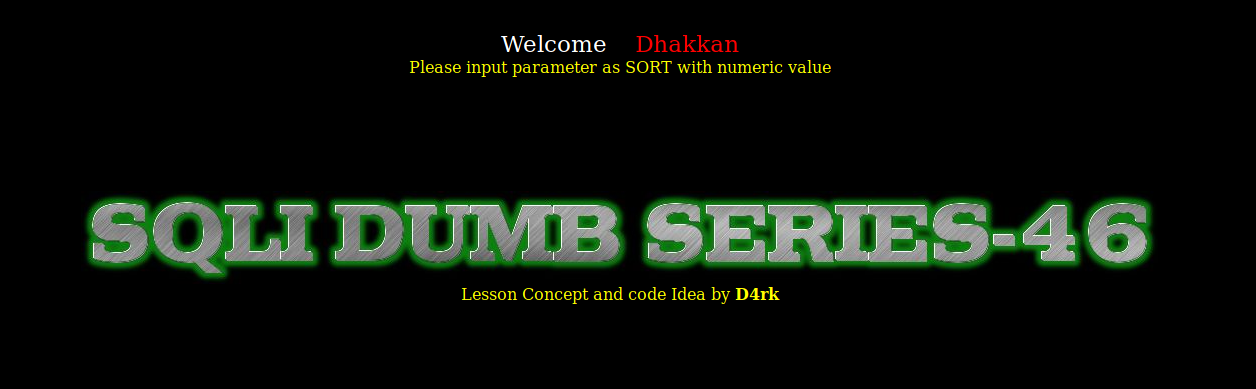 Welcome Dhakkan
Please input parameter as SORT with numeric value
SQLI DUMB SERIES-46
Lesson Concept and code Idea by D4rk